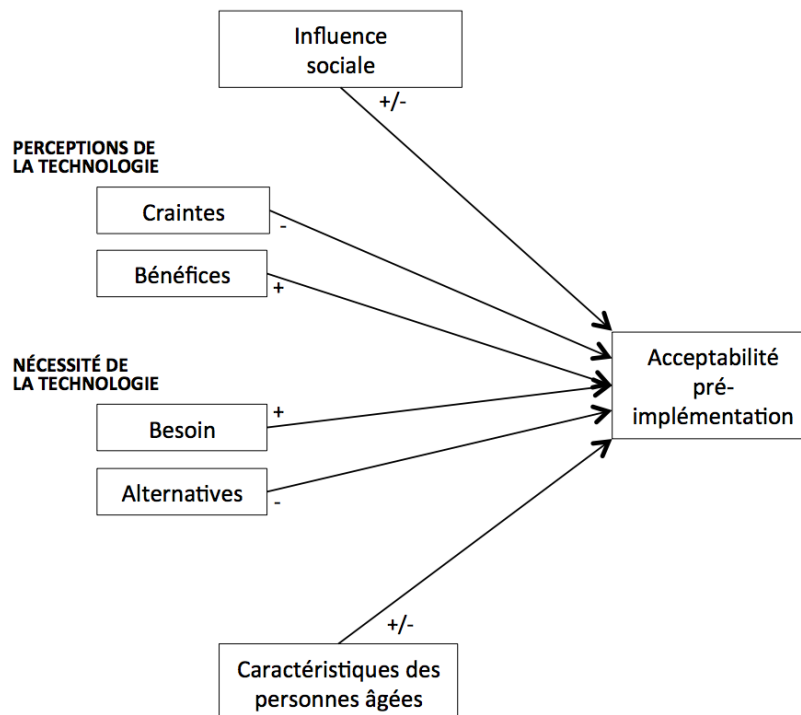 Influence
sociale
+/-
PERCEPTIONS DE
LA TECHNOLOGIE
Craintes
-
Bénéfices
+
Acceptabilité
pré-
implémentation
NÉCESSITÉ DE
LA TECHNOLOGIE
+
Besoin
Alternatives
-
+/-
Caractéristiques des
personnes âgées